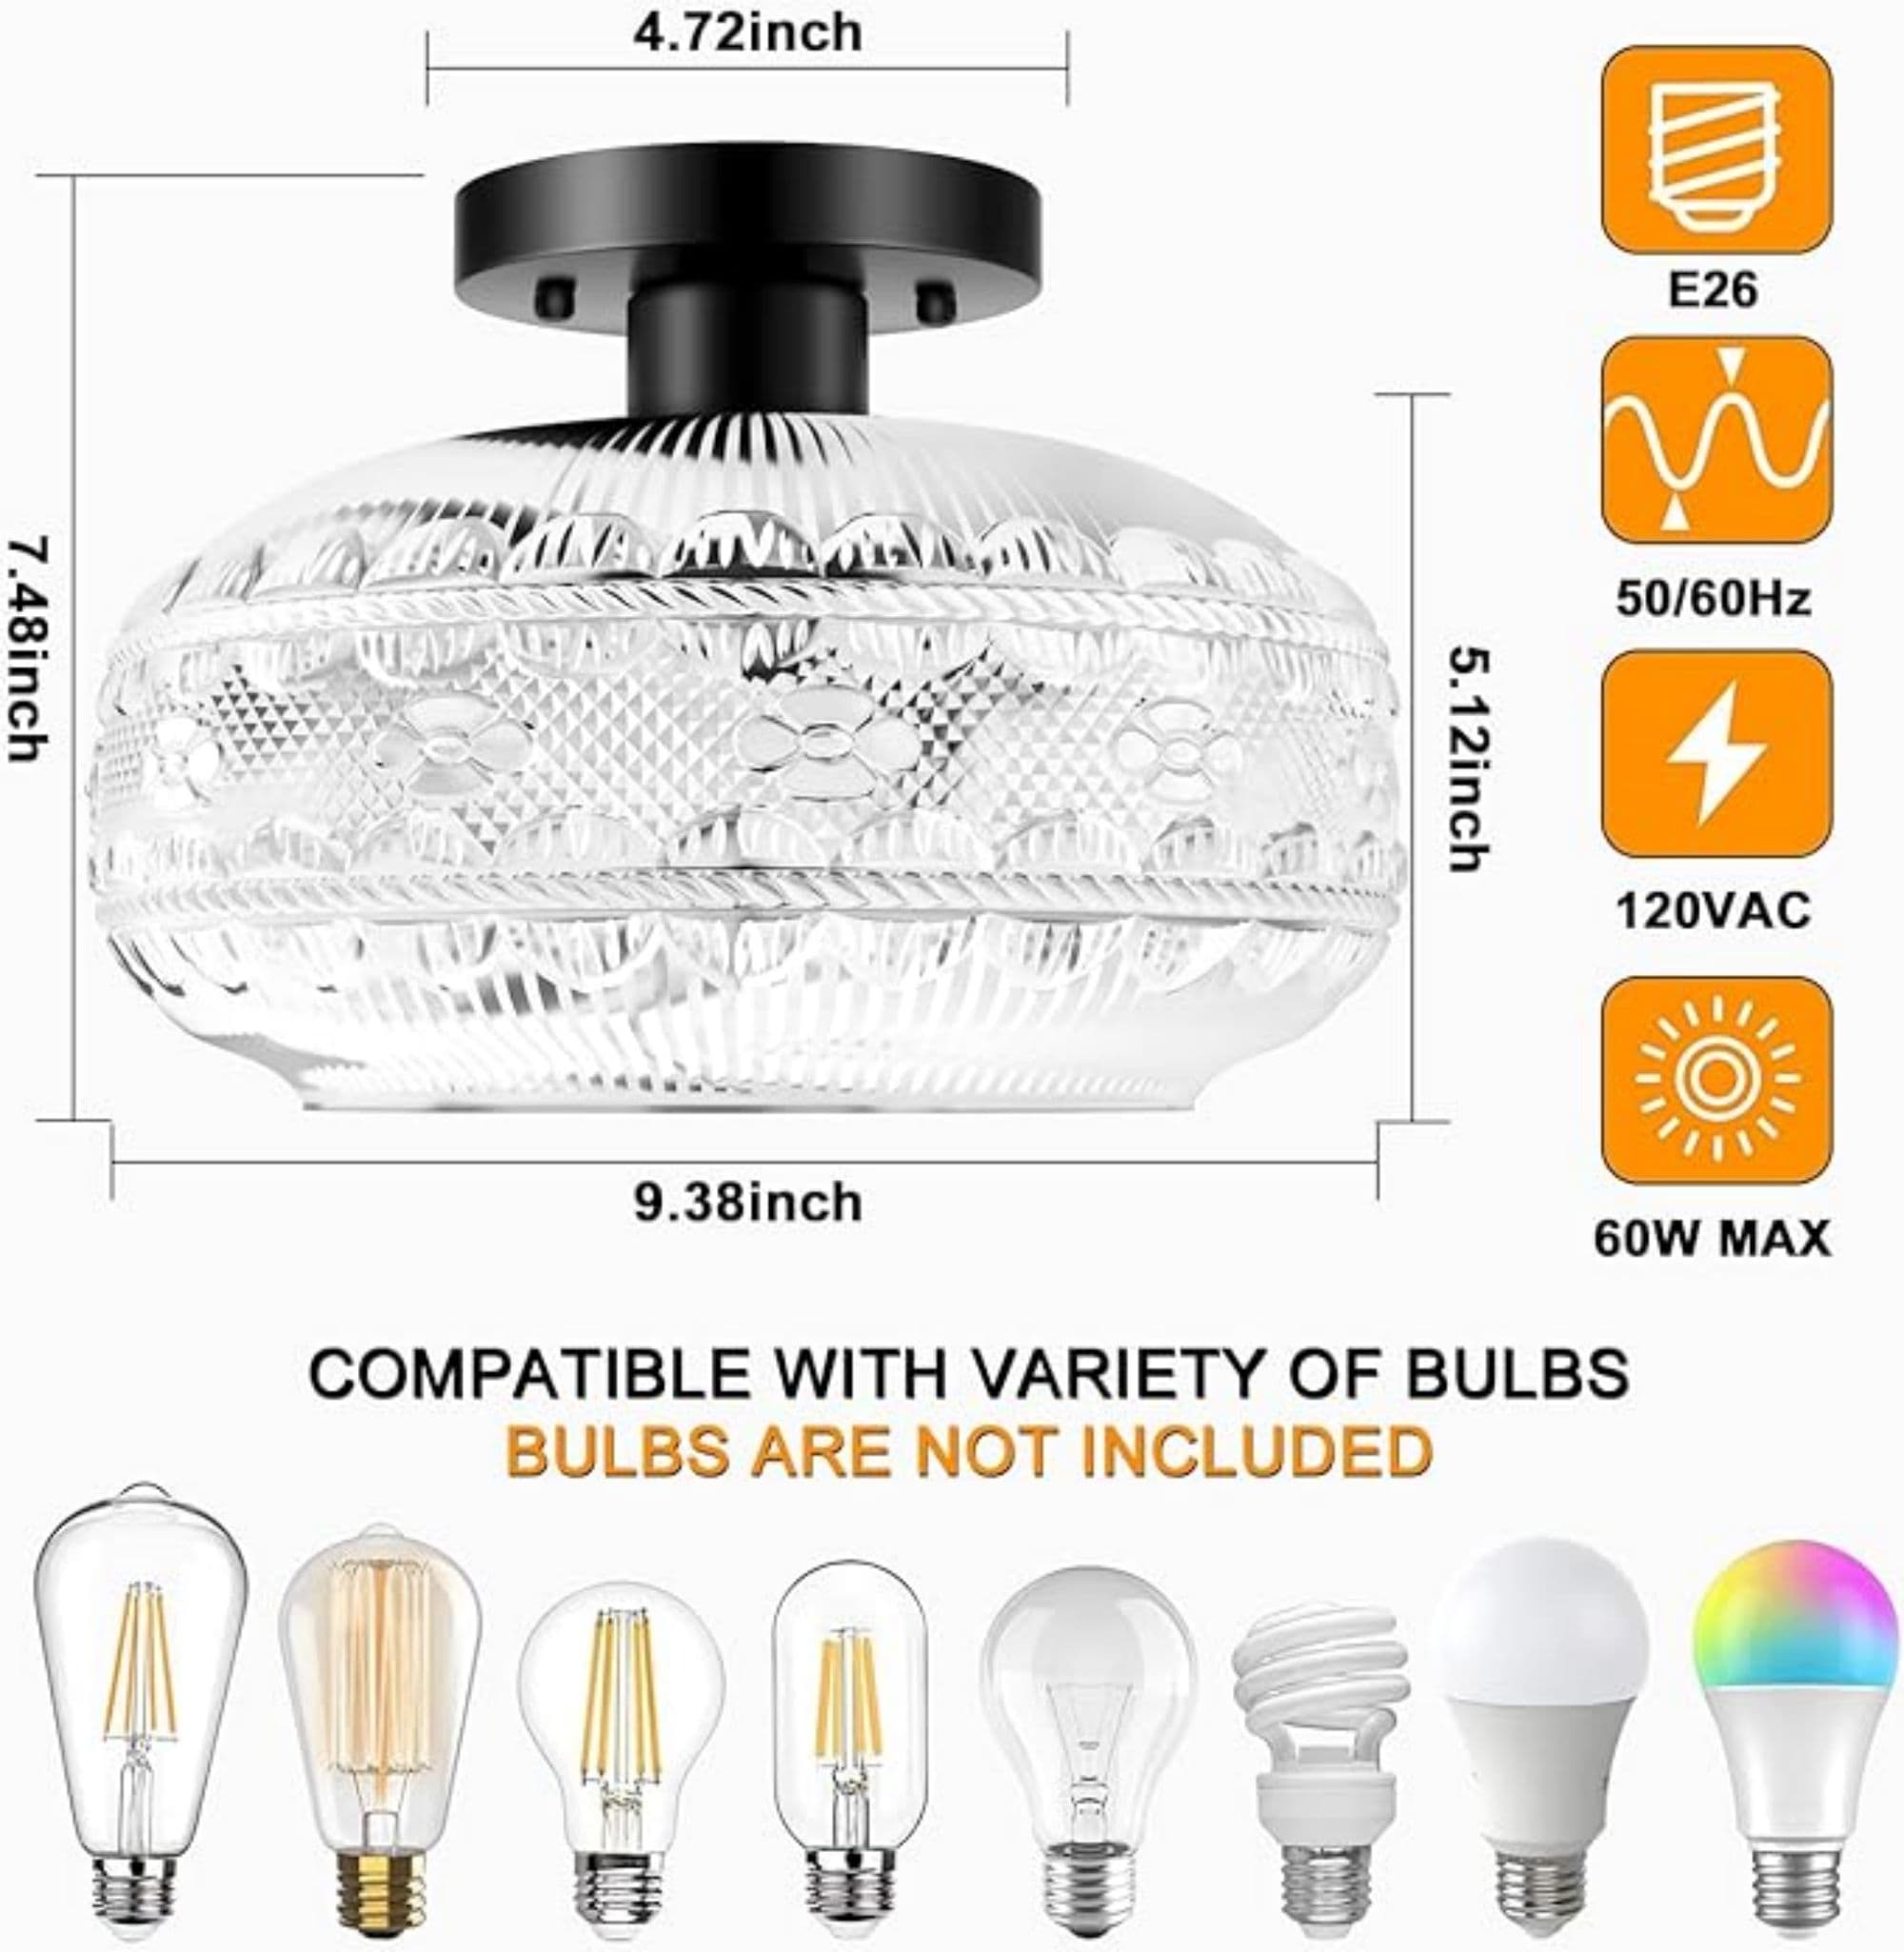 4.72inch
E26
7.48inch
50/60Hz
5.12inch
120VAC
9.38inch
60W MAX
COMPATIBLE WITH VARIETY OF BULBS
BULBS ARE NOT INCLUDED